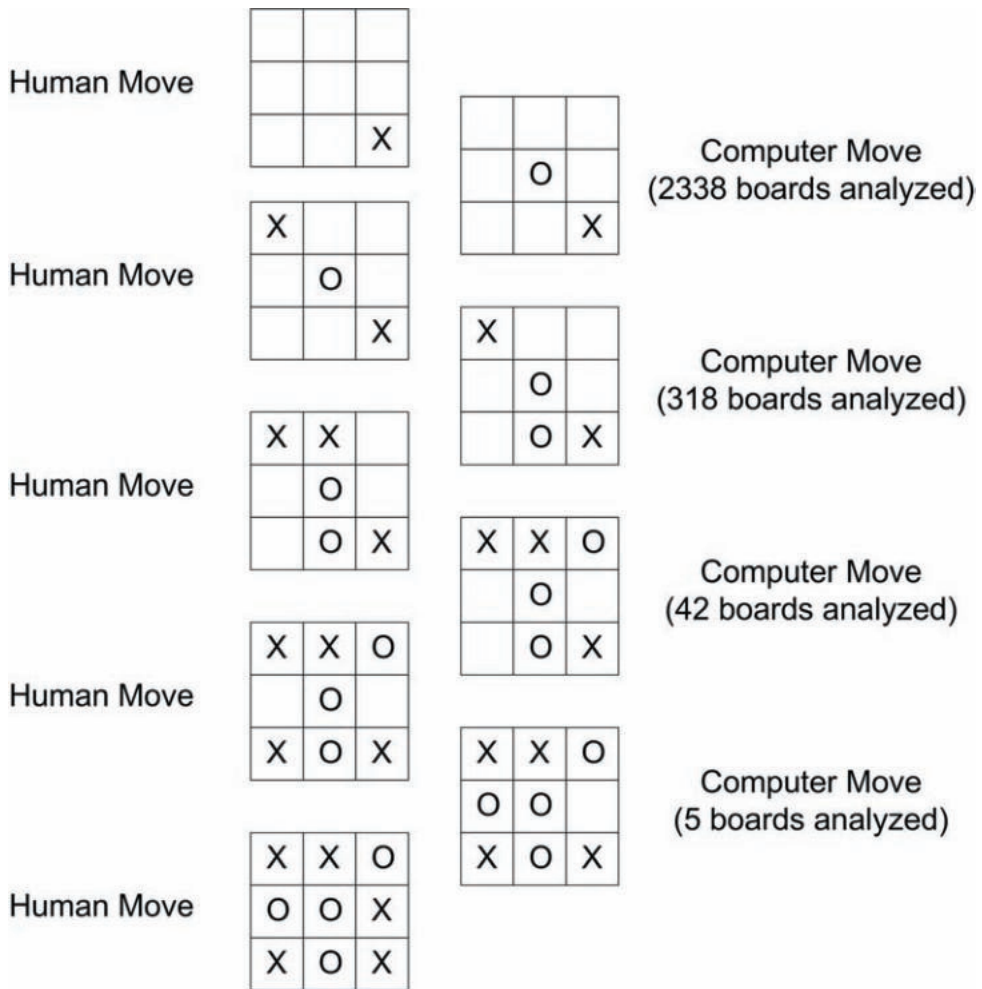 Human Move
X
O
X
Computer Move
(2338 boards analyzed)
Human Move
X
O
X
X
O
O X
Computer Move
(318 boards analyzed)
Human Move
X X
O
O X
X X O
O
O X
Computer Move
(42 boards analyzed)
Human Move
X X O
O
X O X
X X O
O O
X O X
Computer Move
(5 boards analyzed)
Human Move
X X O
O O X
X O X